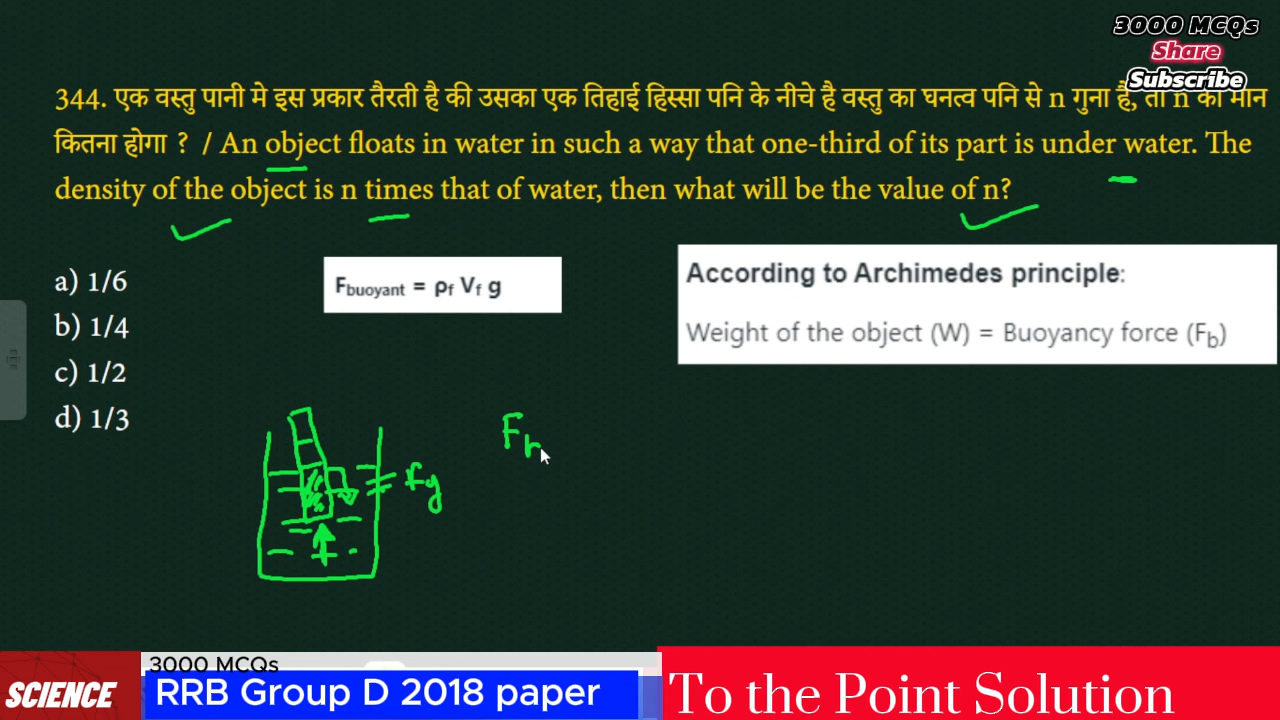 3000 MCQs
Share
Subscribe
344. एक वस्तु पानी मे इस प्रकार तैरती है की उसका एक तिहाई हिस्सा पनि के नीचे है वस्तु का घनत्व पनि से n गुना है, तो n का मान
कितना होगा ? / An object floats in water in such a way that one-third of its part is under water. The
density of the object is n times that of water, then what will be the value of n?
a) 1/6
b) 1/4
c) 1/2
d) 1/3
Fbuoyant = ρf Vf g
According to Archimedes principle:
Weight of the object (W) = Buoyancy force (Fb)
Fg
3000 MCQs
SCIENCE
RRB Group D 2018 paper
To the Point Solution